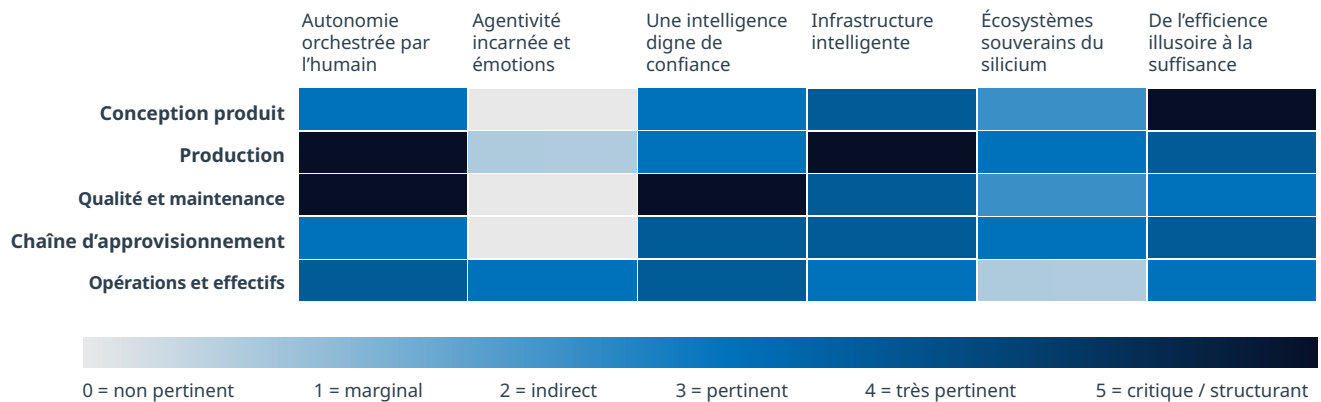 Autonomie
orchestrée par
l’humain
Agentivité
incarnée et
émotions
Une intelligence
digne de
confiance
Infrastructure
intelligente
Écosystèmes
souverains du
silicium
De l’efficience
illusoire à la
suffisance
Conception produit
Production
Qualité et maintenance
Chaîne d’approvisionnement
Opérations et effectifs
0 = non pertinent
1 = marginal
2 = indirect
3 = pertinent
4 = très pertinent
5 = critique / structurant